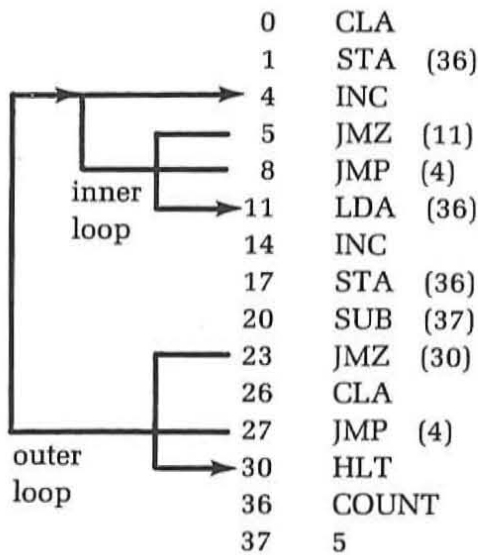 0 CLA
1 STA (36)
4 INC
5 JMZ (11)
8 JMP (4)
inner
loop
11 LDA (36)
14 INC
17 STA (36)
20 SUB (37)
23 JMZ (30)
26 CLA
27 JMP (4)
outer
loop
30 HLT
36 COUNT
37 5